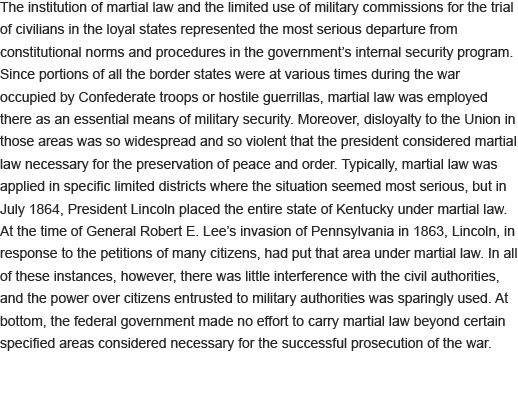 The institution of martial law and the limited use of military commissions for the trial
of civilians in the loyal states represented the most serious departure from
constitutional norms and procedures in the government’s internal security program.
Since portions of all the border states were at various times during the war
occupied by Confederate troops or hostile guerrillas, martial law was employed
there as an essential means of military security. Moreover, disloyalty to the Union in
those areas was so widespread and so violent that the president considered martial
law necessary for the preservation of peace and order. Typically, martial law was
applied in specific limited districts where the situation seemed most serious, but in
July 1864, President Lincoln placed the entire state of Kentucky under martial law.
At the time of General Robert E. Lee’s invasion of Pennsylvania in 1863, Lincoln, in
response to the petitions of many citizens, had put that area under martial law. In all
of these instances, however, there was little interference with the civil authorities,
and the power over citizens entrusted to military authorities was sparingly used. At
bottom, the federal government made no effort to carry martial law beyond certain
specified areas considered necessary for the successful prosecution of the war.